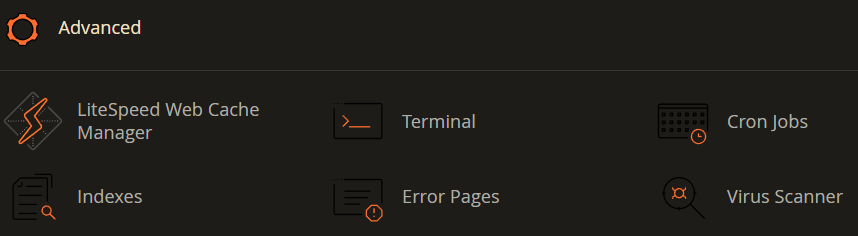 Advanced
LiteSpeed Web Cache
Manager
Terminal
Cron Jobs
Indexes
Error Pages
Virus Scanner